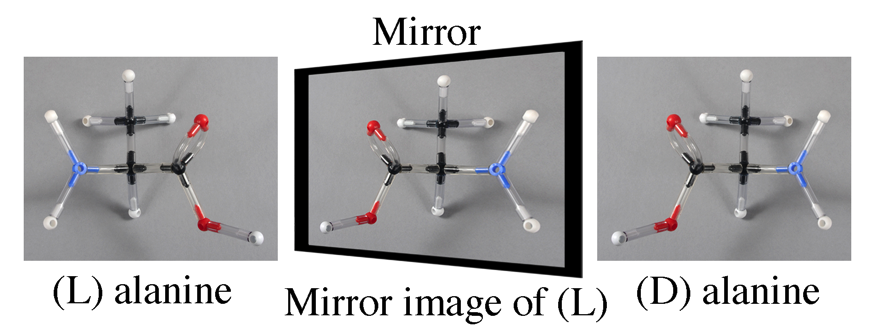 Mirror
(L) alanine
Mirror image of (L)
(D) alanine